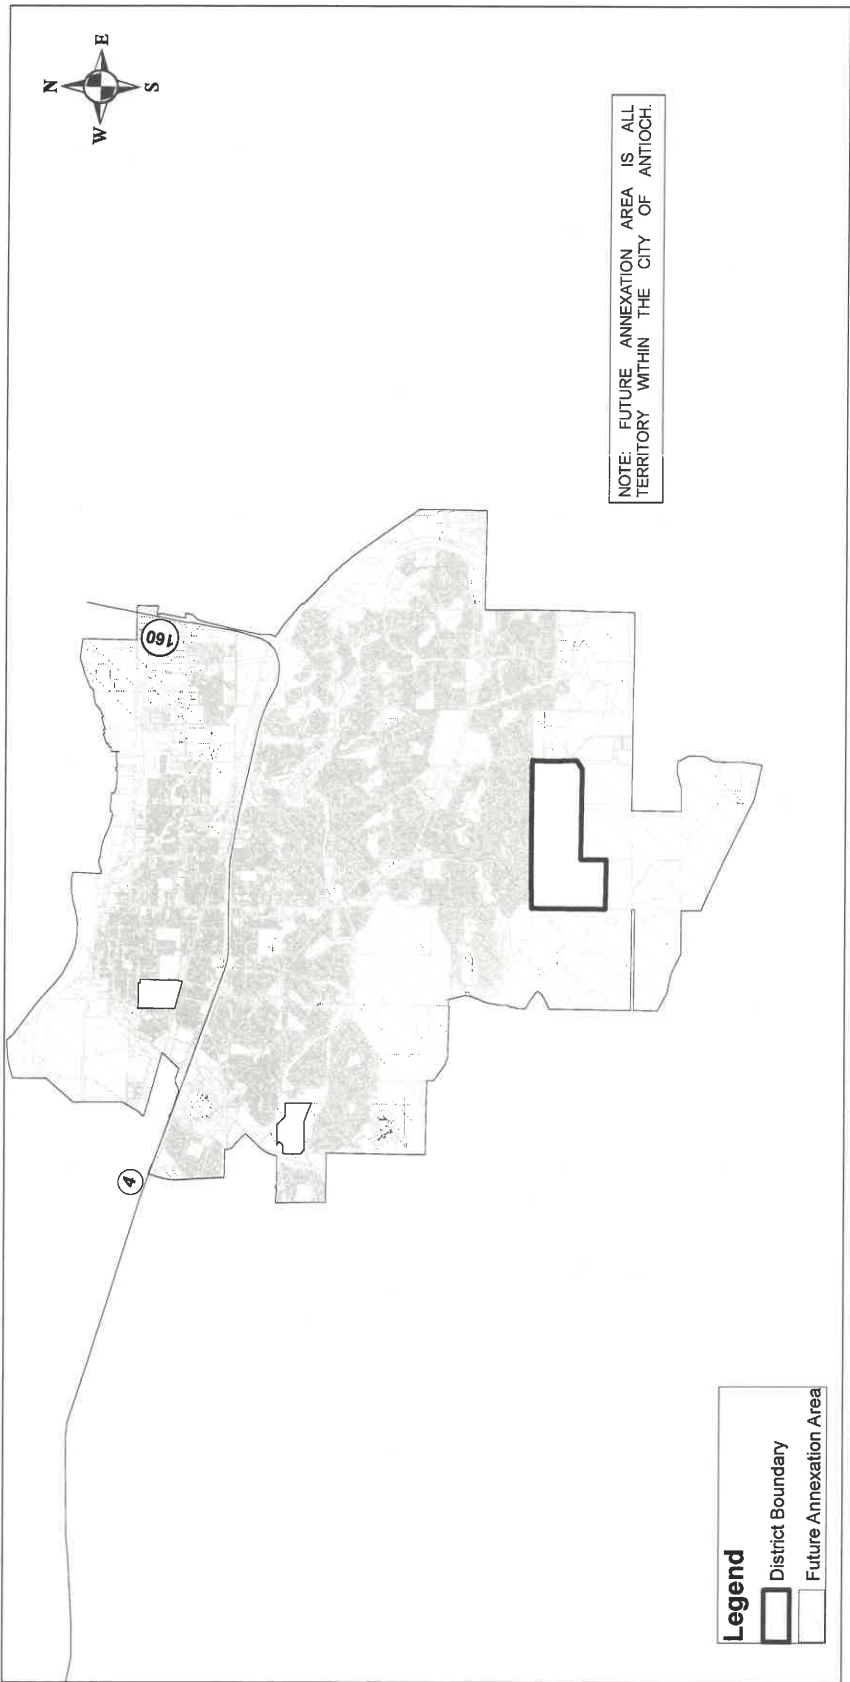 N
W
E
S
160
4
NOTE: FUTURE ANNEXATION AREA IS ALL
TERRITORY WITHIN THE CITY OF ANTIOCH.
Legend
District Boundary
Future Annexation Area